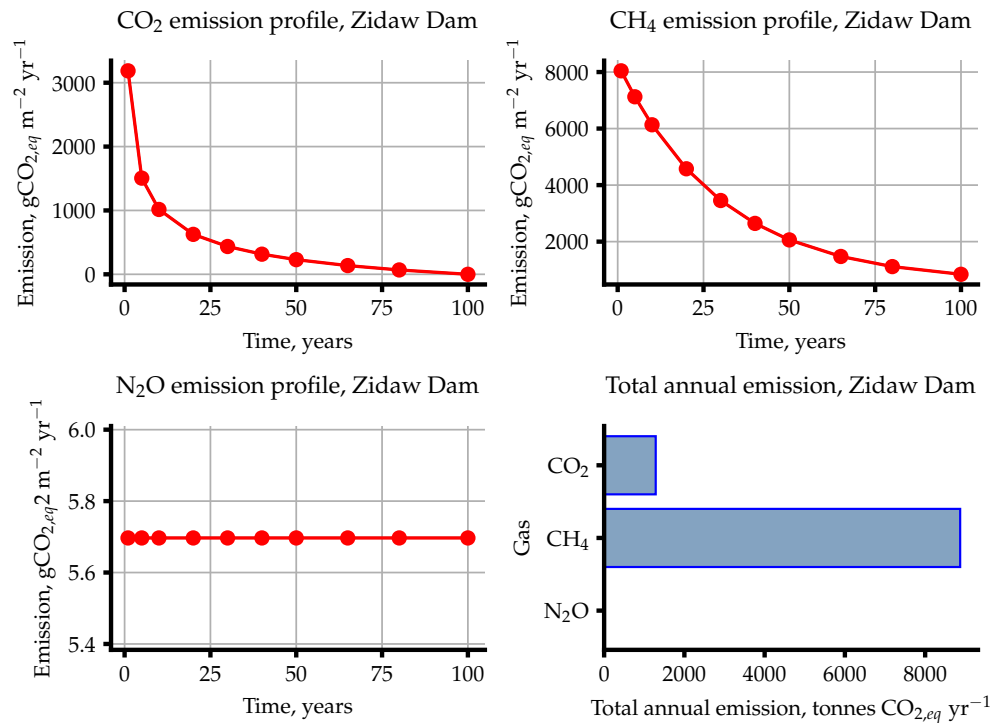 CO₂ emission profile, Zidaw Dam
Emission, gCO₂,eq m⁻² yr⁻¹
3000
2000
1000
0
0 25 50 75 100
Time, years
CH₄ emission profile, Zidaw Dam
Emission, gCO₂,eq m⁻² yr⁻¹
8000
6000
4000
2000
0 25 50 75 100
Time, years
N₂O emission profile, Zidaw Dam
Emission, gCO₂,eq2 m⁻² yr⁻¹
6.0
5.8
5.6
5.4
0 25 50 75 100
Time, years
Total annual emission, Zidaw Dam
Gas
CO₂
CH₄
N₂O
0 2000 4000 6000 8000
Total annual emission, tonnes CO₂,eq yr⁻¹